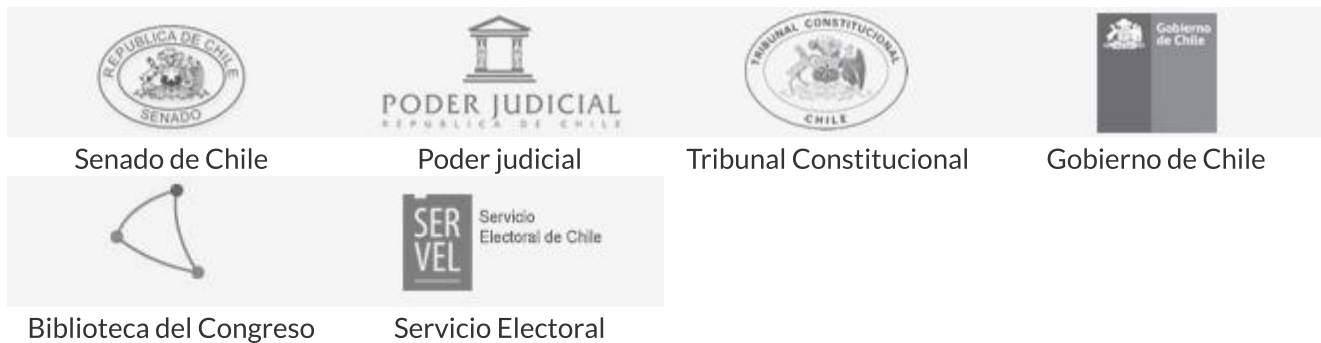 REPUBLICA DE CHILE
SENADO
PODER JUDICIAL
REPUBLICA DE CHILE
TRIBUNAL CONSTITUCIONAL
CHILE
Gobierno
de Chile
Senado de Chile
Poder judicial
Tribunal Constitucional
Gobierno de Chile
SER
VEL
Servicio
Electoral de Chile
Biblioteca del Congreso
Servicio Electoral